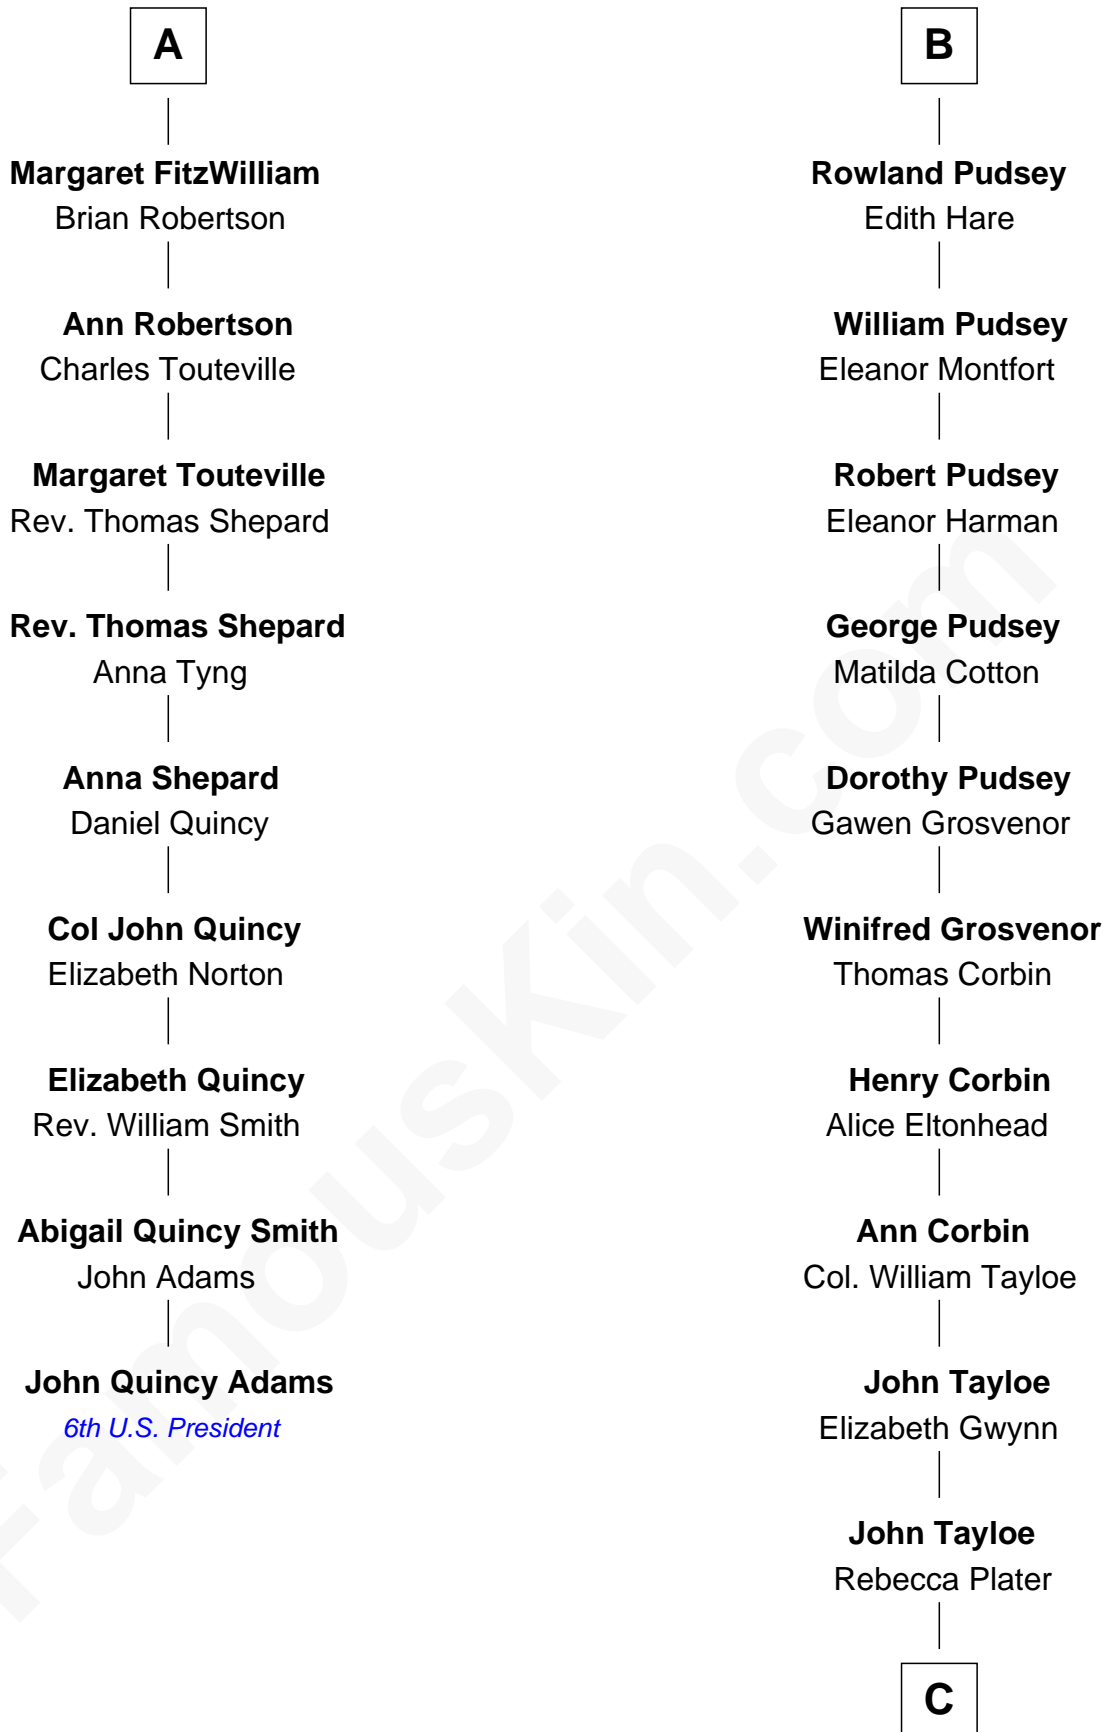 A
Margaret FitzWilliam
Brian Robertson
Ann Robertson
Charles Touteville
Margaret Touteville
Rev. Thomas Shepard
Rev. Thomas Shepard
Anna Tyng
Anna Shepard
Daniel Quincy
Col John Quincy
Elizabeth Norton
Elizabeth Quincy
Rev. William Smith
Abigail Quincy Smith
John Adams
John Quincy Adams
6th U.S. President
B
Rowland Pudsey
Edith Hare
William Pudsey
Eleanor Montfort
Robert Pudsey
Eleanor Harman
George Pudsey
Matilda Cotton
Dorothy Pudsey
Gawen Grosvenor
Winifred Grosvenor
Thomas Corbin
Henry Corbin
Alice Eltonhead
Ann Corbin
Col. William Tayloe
John Tayloe
Elizabeth Gwynn
John Tayloe
Rebecca Plater
C
FamousKin.com